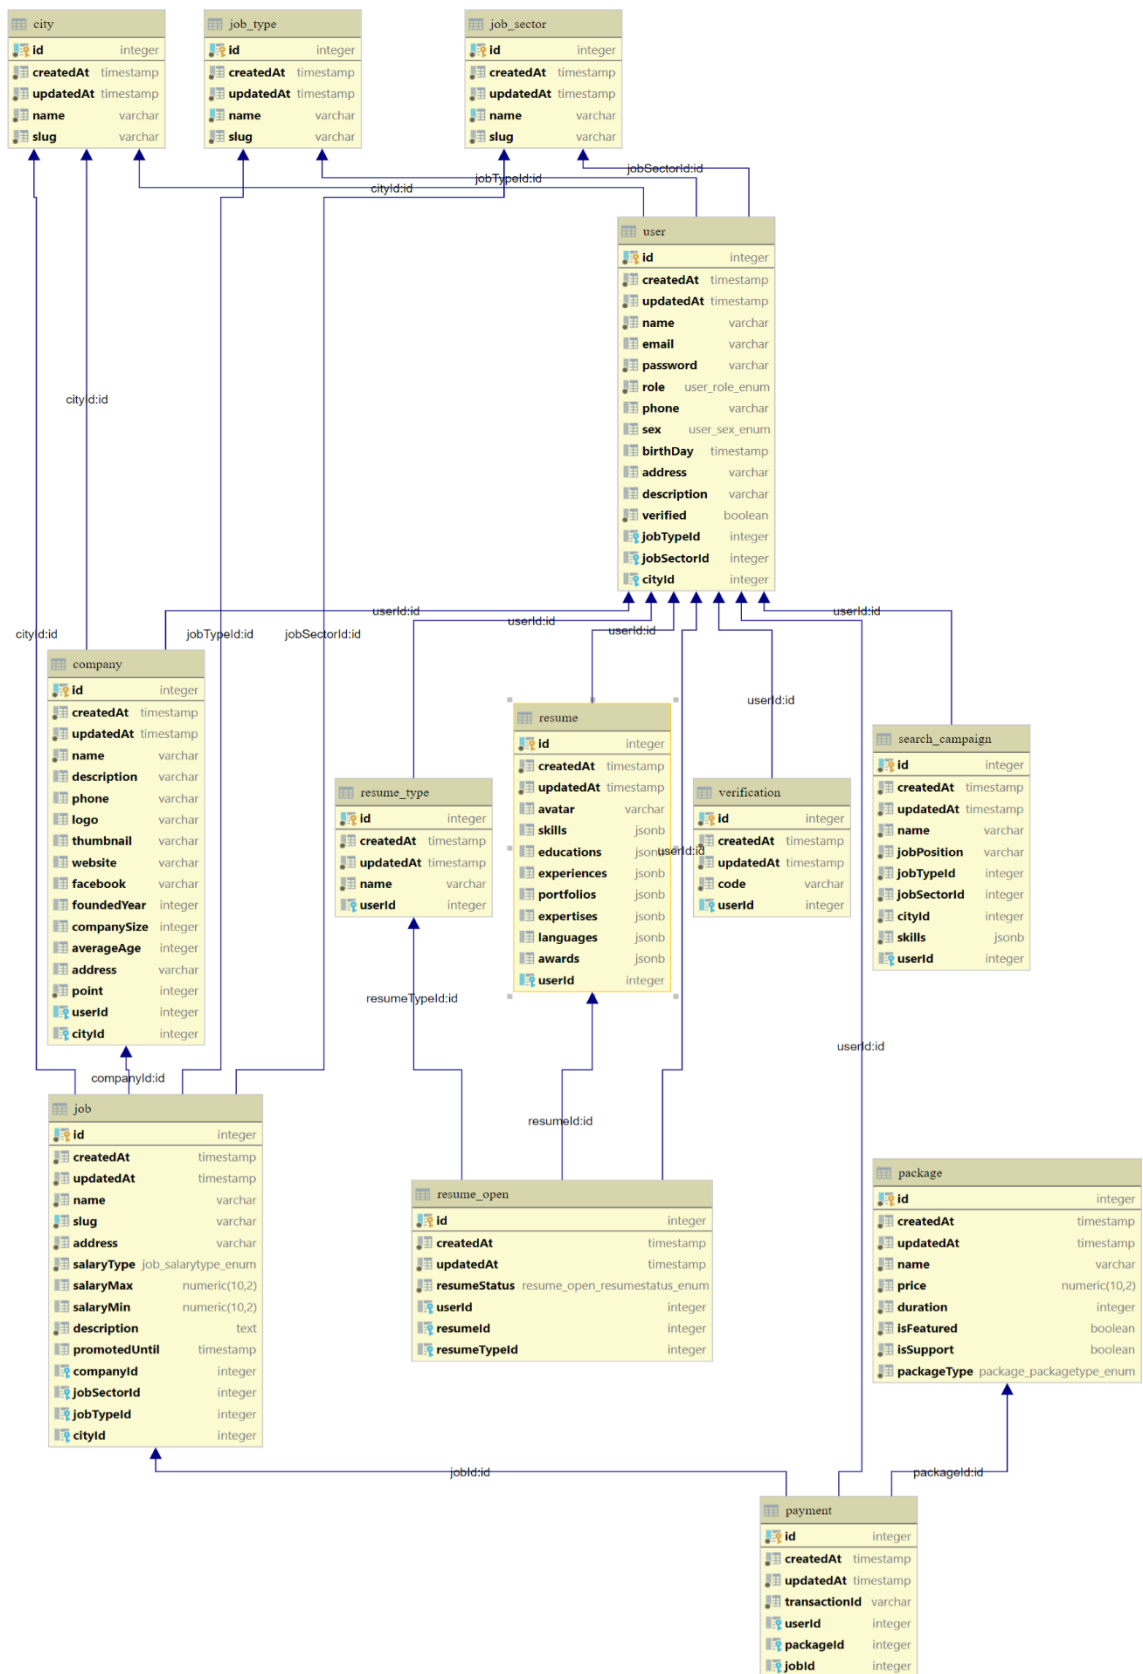 city
id integer
createdAt timestamp
updatedAt timestamp
name varchar
slug varchar
job_type
id integer
createdAt timestamp
updatedAt timestamp
name varchar
slug varchar
job_sector
id integer
createdAt timestamp
updatedAt timestamp
name varchar
slug varchar
jobSectorId:id
jobTypeId:id
cityId:id
user
id integer
createdAt timestamp
updatedAt timestamp
name varchar
email varchar
password varchar
role user_role_enum
phone varchar
sex user_sex_enum
birthDay timestamp
address varchar
description varchar
verified boolean
jobTypeId integer
jobSectorId integer
cityId integer
cityId:id
userId:id
userId:id
userId:id
userId:id
cityId:id
jobTypeId:id
jobSectorId:id
company
id integer
createdAt timestamp
updatedAt timestamp
name varchar
description varchar
phone varchar
logo varchar
thumbnail varchar
website varchar
facebook varchar
foundedYear integer
companySize integer
averageAge integer
address varchar
point integer
userId integer
cityId integer
userId:id
resume
id integer
createdAt timestamp
updatedAt timestamp
avatar varchar
skills jsonb
educations jsonb
experiences jsonb
portfolios jsonb
expertises jsonb
languages jsonb
awards jsonb
userId integer
search_campaign
id integer
createdAt timestamp
updatedAt timestamp
name varchar
jobPosition varchar
jobTypeId integer
jobSectorId integer
cityId integer
skills jsonb
userId integer
resume_type
id integer
createdAt timestamp
updatedAt timestamp
name varchar
userId integer
verification
id integer
createdAt timestamp
updatedAt timestamp
code varchar
userId integer
userId:id
resumeTypeId:id
userId:id
companyId:id
resumeId:id
job
id integer
createdAt timestamp
updatedAt timestamp
name varchar
slug varchar
address varchar
salaryType job_salarytype_enum
salaryMax numeric(10,2)
salaryMin numeric(10,2)
description text
promotedUntil timestamp
companyId integer
jobSectorId integer
jobTypeId integer
cityId integer
resume_open
id integer
createdAt timestamp
updatedAt timestamp
resumeStatus resume_open_resumestatus_enum
userId integer
resumeId integer
resumeTypeId integer
package
id integer
createdAt timestamp
updatedAt timestamp
name varchar
price numeric(10,2)
duration integer
isFeatured boolean
isSupport boolean
packageType package_packagetype_enum
jobId:id
packageId:id
payment
id integer
createdAt timestamp
updatedAt timestamp
transactionId varchar
userId integer
packageId integer
jobId integer